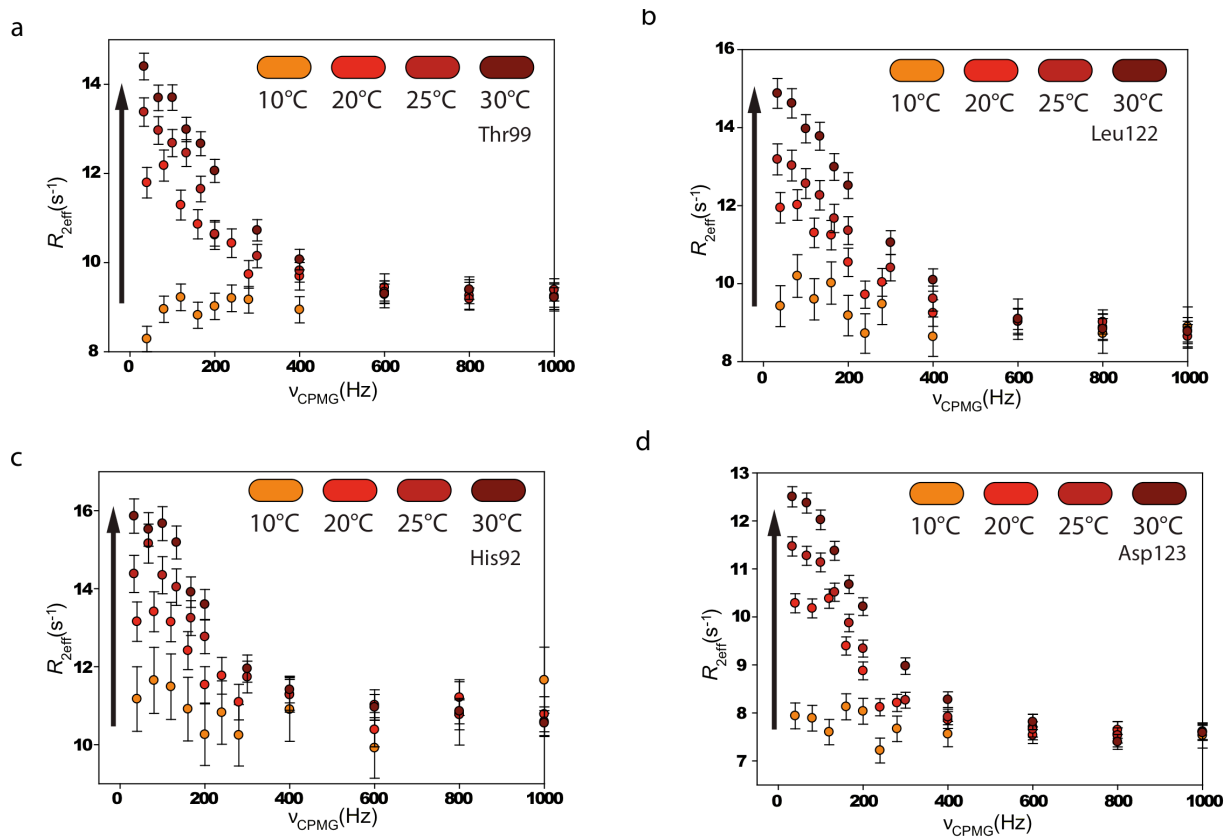 a
10°C 20°C 25°C 30°C
Thr99
14
12
10
8
R2eff(s-1)
0 200 400 600 800 1000
νCPMG(Hz)
b
10°C 20°C 25°C 30°C
Leu122
16
14
12
10
8
R2eff(s-1)
0 200 400 600 800 1000
νCPMG(Hz)
c
10°C 20°C 25°C 30°C
His92
16
14
12
10
R2eff(s-1)
0 200 400 600 800 1000
νCPMG(Hz)
d
10°C 20°C 25°C 30°C
Asp123
13
12
11
10
9
8
7
R2eff(s-1)
0 200 400 600 800 1000
νCPMG(Hz)